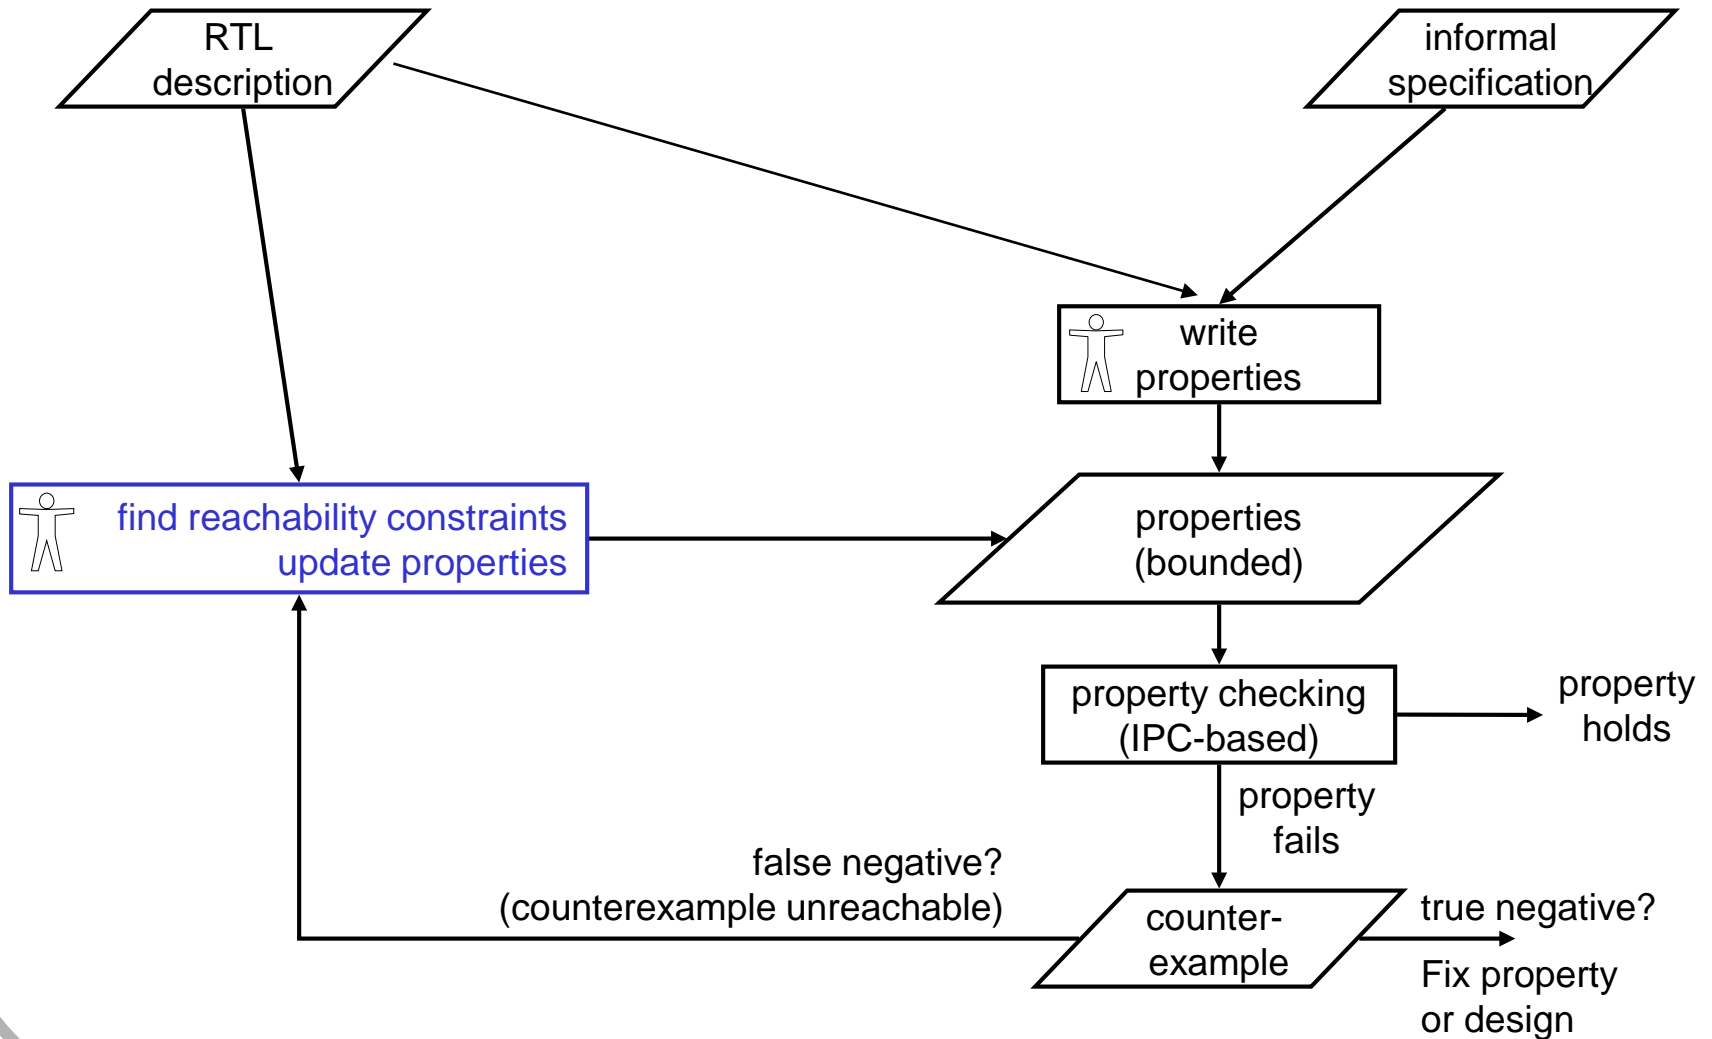 RTL
description
informal
specification
write
properties
find reachability constraints
update properties
properties
(bounded)
property checking
(IPC-based)
property
holds
property
fails
false negative?
(counterexample unreachable)
counter-
example
true negative?
Fix property
or design